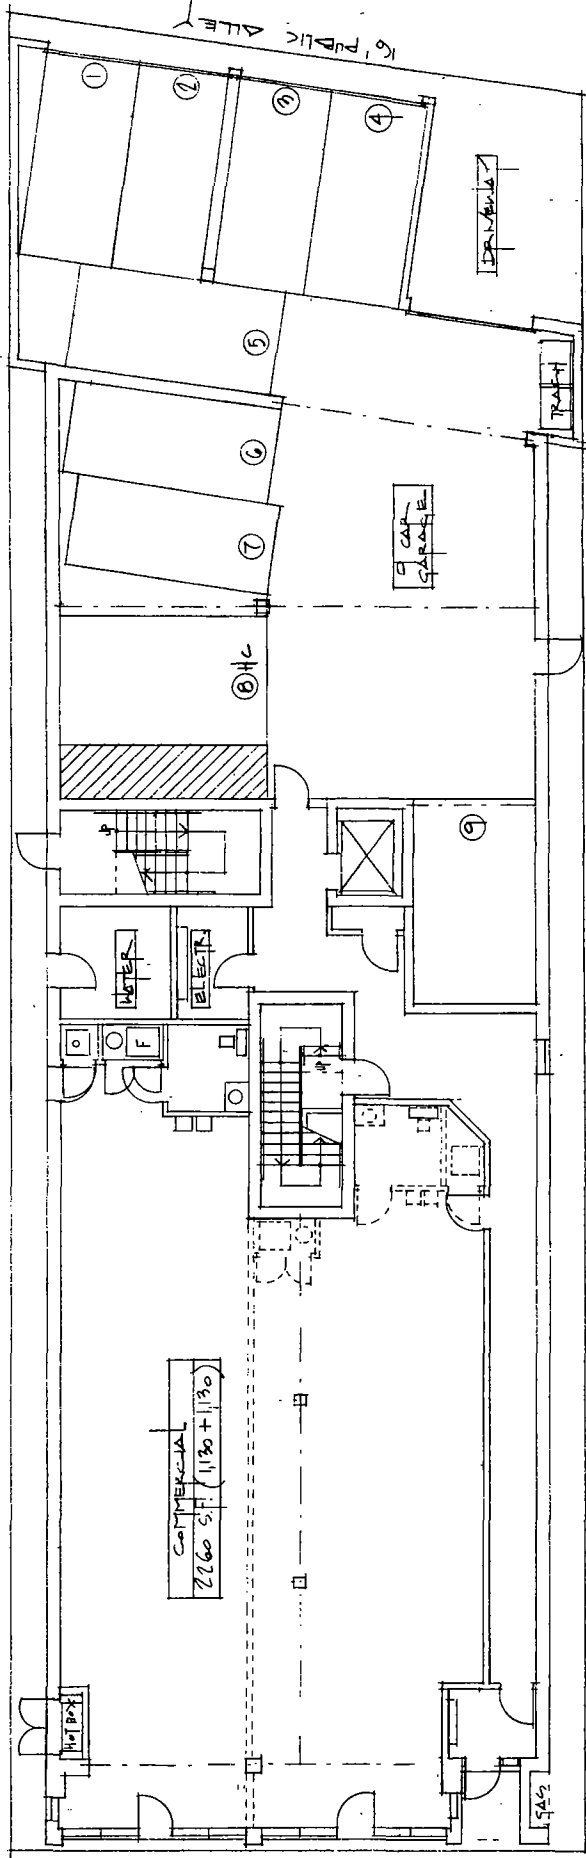 16' PUBLIC ALLEY
1
2
3
4
DRIVEWAY
5
TRASH
6
7
9 CAR
GARAGE
8 HC
UP
9
WATER
ELECTR.
F
UP
COMMERCIAL
2260 S.F. (1,130 + 1,130)
HOT BOX
GAS